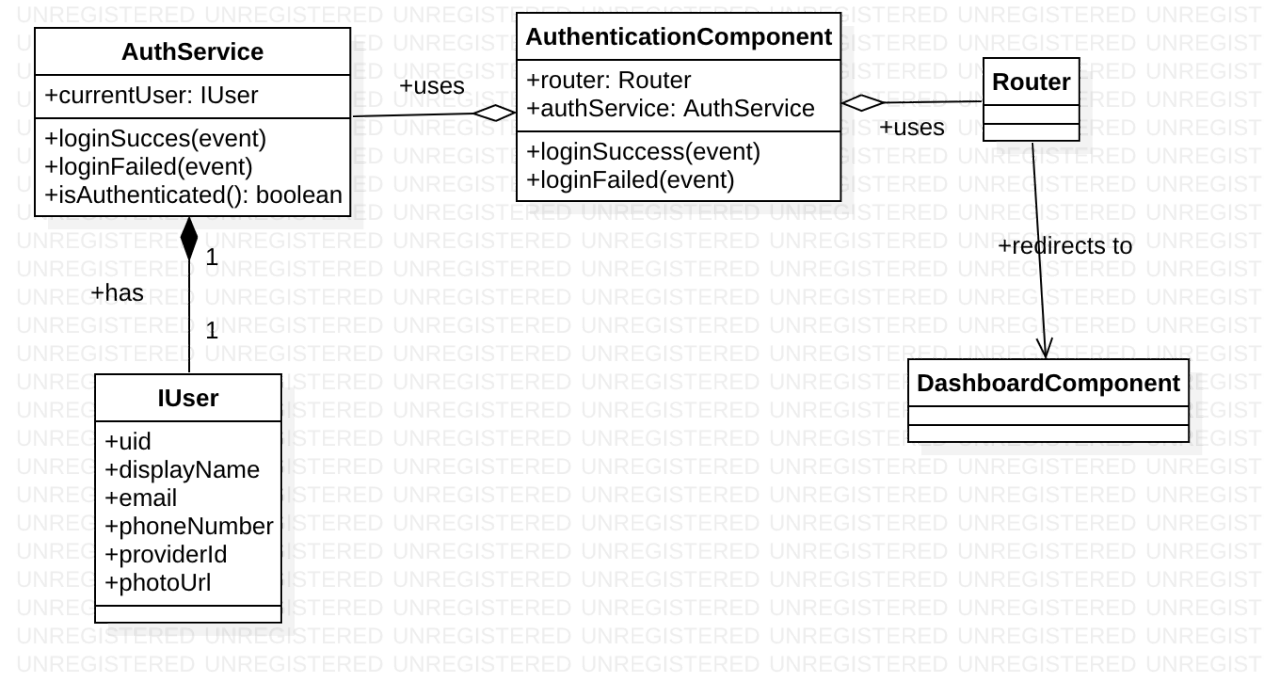 AuthService
+currentUser: IUser
+loginSucces(event)
+loginFailed(event)
+isAuthenticated(): boolean
+uses
AuthenticationComponent
+router: Router
+authService: AuthService
+loginSuccess(event)
+loginFailed(event)
+uses
Router
+redirects to
DashboardComponent
1
+has
1
IUser
+uid
+displayName
+email
+phoneNumber
+providerId
+photoUrl
UNREGISTERED